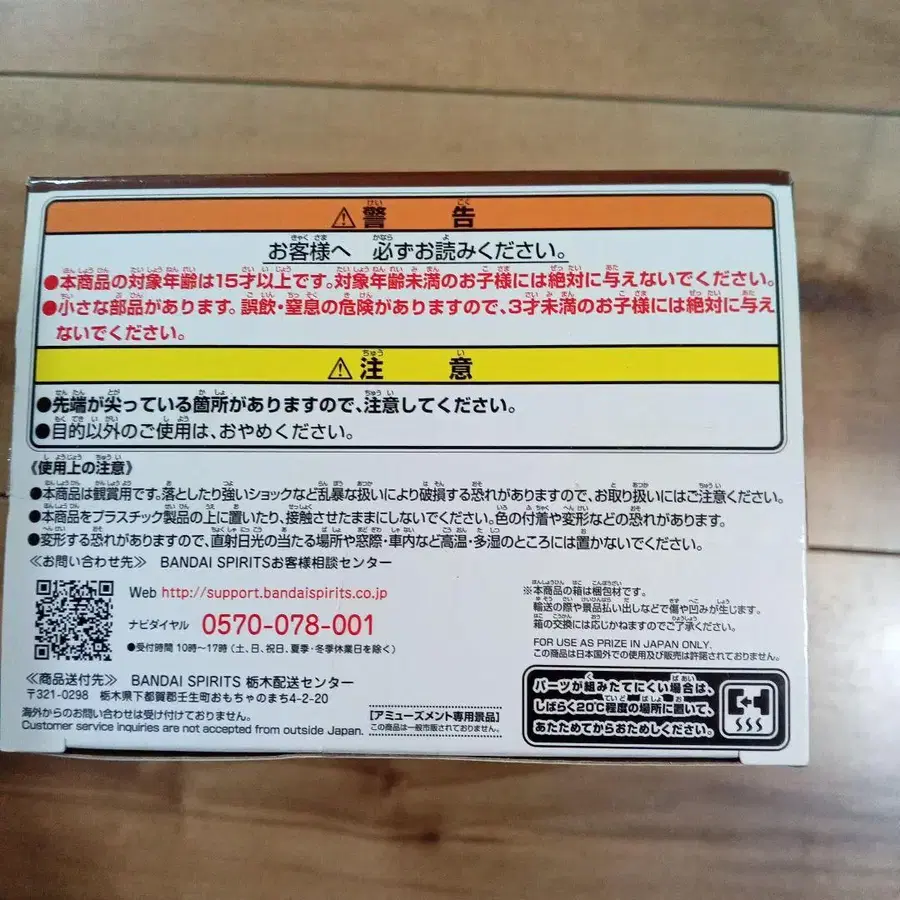 ⚠警告
お客様へ 必ずお読みください。
●本商品の対象年齢は15才以上です。対象年齢未満のお子様には絶対に与えないでください。
●小さな部品があります。誤飲・窒息の危険がありますので、3才未満のお子様には絶対に与え
ないでください。
⚠注意
●先端が尖っている箇所がありますので、注意してください。
●目的以外のご使用は、おやめください。
《使用上の注意》
●本商品は観賞用です。落としたり強いショックなど乱暴な扱いにより破損する恐れがありますので、お取り扱いにはご注意ください。
●本商品をプラスチック製品の上に置いたり、接触させたままにしないでください。色の付着や変形などの恐れがあります。
●変形する恐れがありますので、直射日光の当たる場所や窓際・車内など高温・多湿のところには置かないでください。
≪お問い合わせ先≫ BANDAI SPIRITSお客様相談センター
Web http://support.bandaispirits.co.jp
ナビダイヤル 0570-078-001
●受付時間 10時〜17時 (土、日、祝日、夏季・冬季休業日を除く)
≪商品送付先≫ BANDAI SPIRITS 栃木配送センター
〒321-0298 栃木県下都賀郡壬生町おもちゃのまち4-2-20
海外からのお問い合わせは受け付けておりません。
Customer service inquiries are not accepted from outside Japan.
【アミューズメント専用景品】
この商品は一般市販されておりません。
※本商品の箱は梱包材です。
輸送の際や景品払い出しなどで傷や凹みが生じます。
箱の交換には応じかねますのでご了承ください。
FOR USE AS PRIZE IN JAPAN ONLY.
この商品は日本国外での使用及び販売は許諾されておりません。
パーツが組みたてにくい場合は、
しばらく20℃程度の場所に置いて、
あたためてからおためしください。